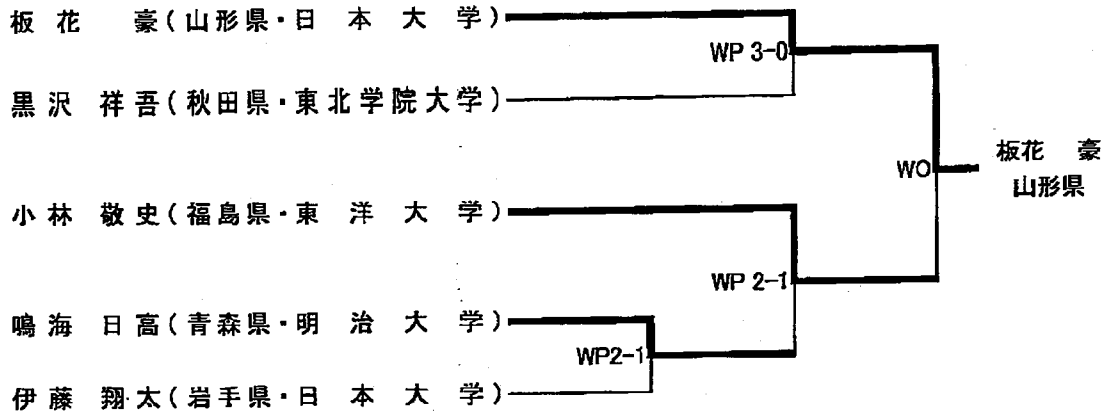 板花 豪(山形県・日本大学)
WP 3-0
黒沢 祥吾(秋田県・東北学院大学)
WO
板花 豪
山形県
小林 敬史(福島県・東洋大学)
WP 2-1
鳴海 日高(青森県・明治大学)
WP2-1
伊藤 翔太(岩手県・日本大学)